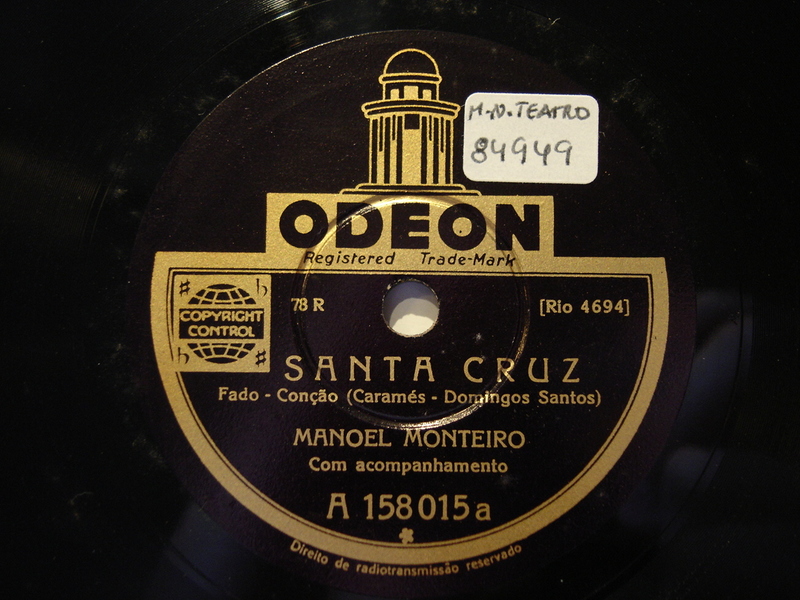 M.N. TEATRO
84949
ODEON
Registered Trade-Mark
COPYRIGHT
CONTROL
78 R
[Rio 4694]
SANTA CRUZ
Fado - Conção (Caramés - Domingos Santos)
MANOEL MONTEIRO
Com acompanhamento
A 158015a
Direito de radiotransmissão reservado